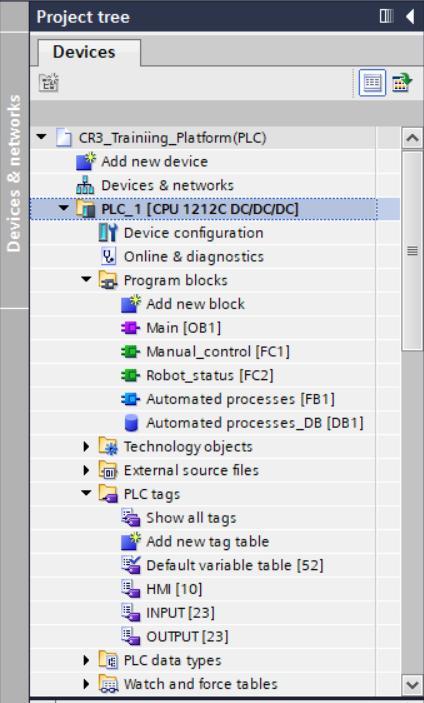 Project tree
Devices
Devices & networks
CR3_Trainiing_Platform(PLC)
Add new device
Devices & networks
PLC_1 [CPU 1212C DC/DC/DC]
Device configuration
Online & diagnostics
Program blocks
Add new block
Main [OB1]
Manual_control [FC1]
Robot_status [FC2]
Automated processes [FB1]
Automated processes_DB [DB1]
Technology objects
External source files
PLC tags
Show all tags
Add new tag table
Default variable table [52]
HMI [10]
INPUT [23]
OUTPUT [23]
PLC data types
Watch and force tables